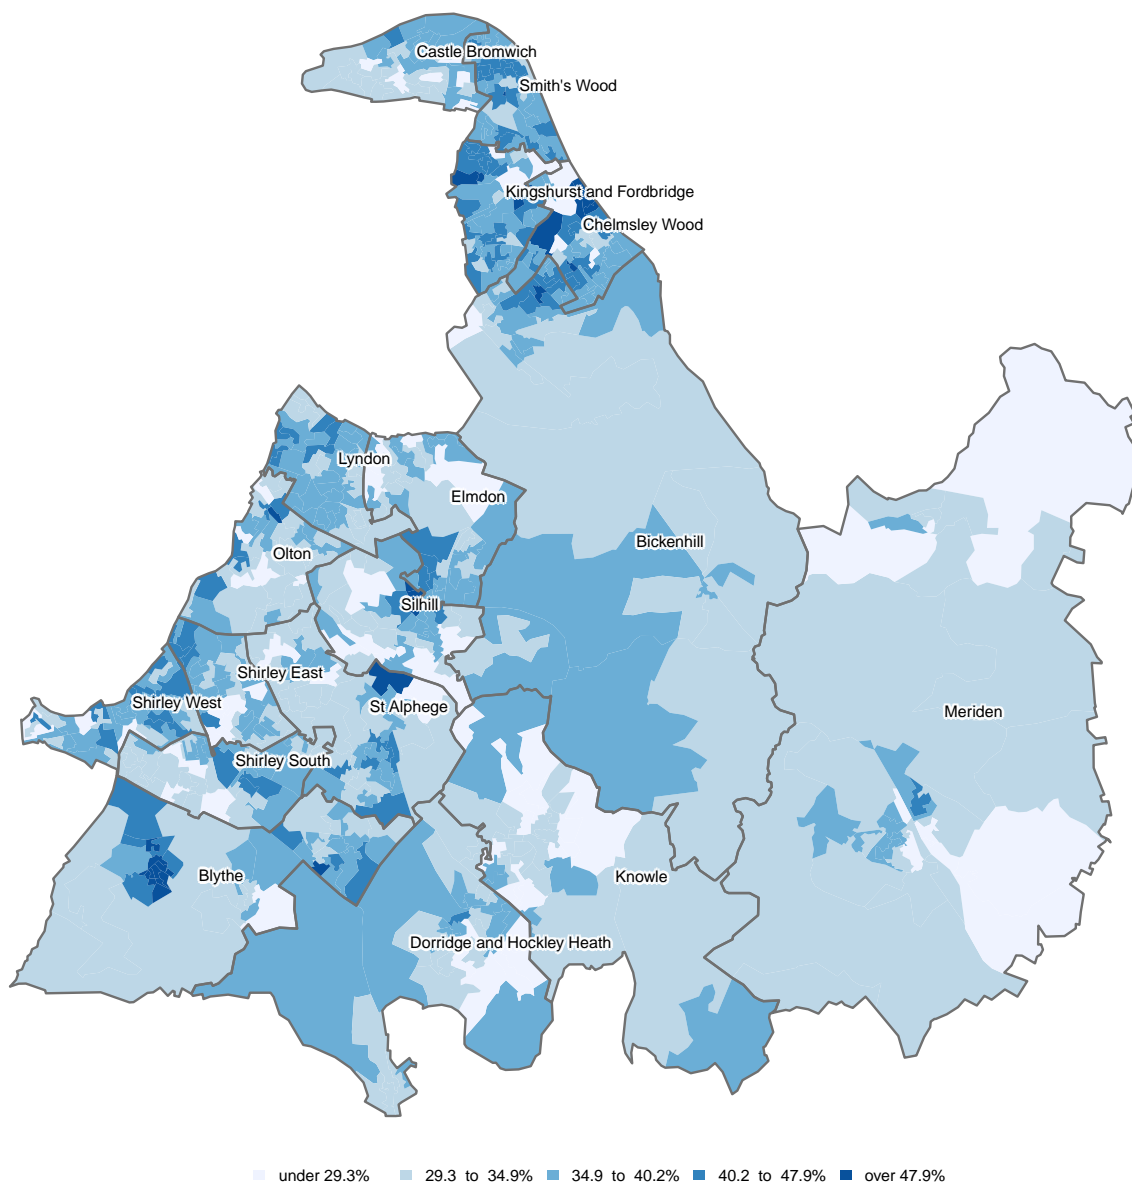 Castle Bromwich
Smith's Wood
Kingshurst and Fordbridge
Chelmsley Wood
Lyndon
Elmdon
Bickenhill
Olton
Silhill
Shirley East
Shirley West
St Alphege
Meriden
Shirley South
Blythe
Knowle
Dorridge and Hockley Heath
under 29.3% 29.3 to 34.9% 34.9 to 40.2% 40.2 to 47.9% over 47.9%